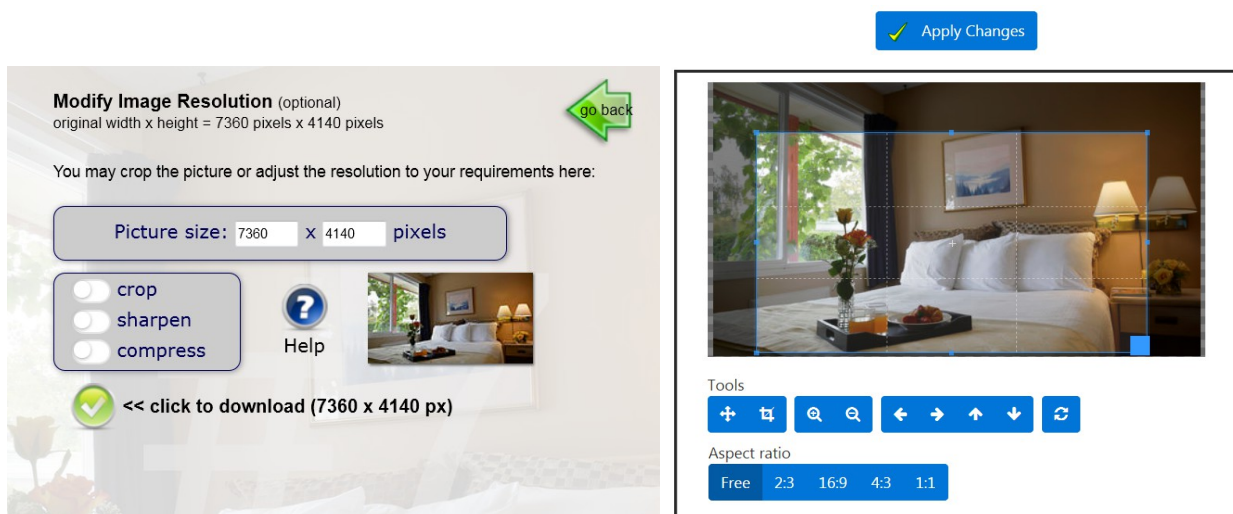 Apply Changes
Modify Image Resolution (optional)
original width x height = 7360 pixels x 4140 pixels
go back
You may crop the picture or adjust the resolution to your requirements here:
Picture size: 7360 x 4140 pixels
crop
sharpen
compress
?
Help
<< click to download (7360 x 4140 px)
Tools
Aspect ratio
Free 2:3 16:9 4:3 1:1